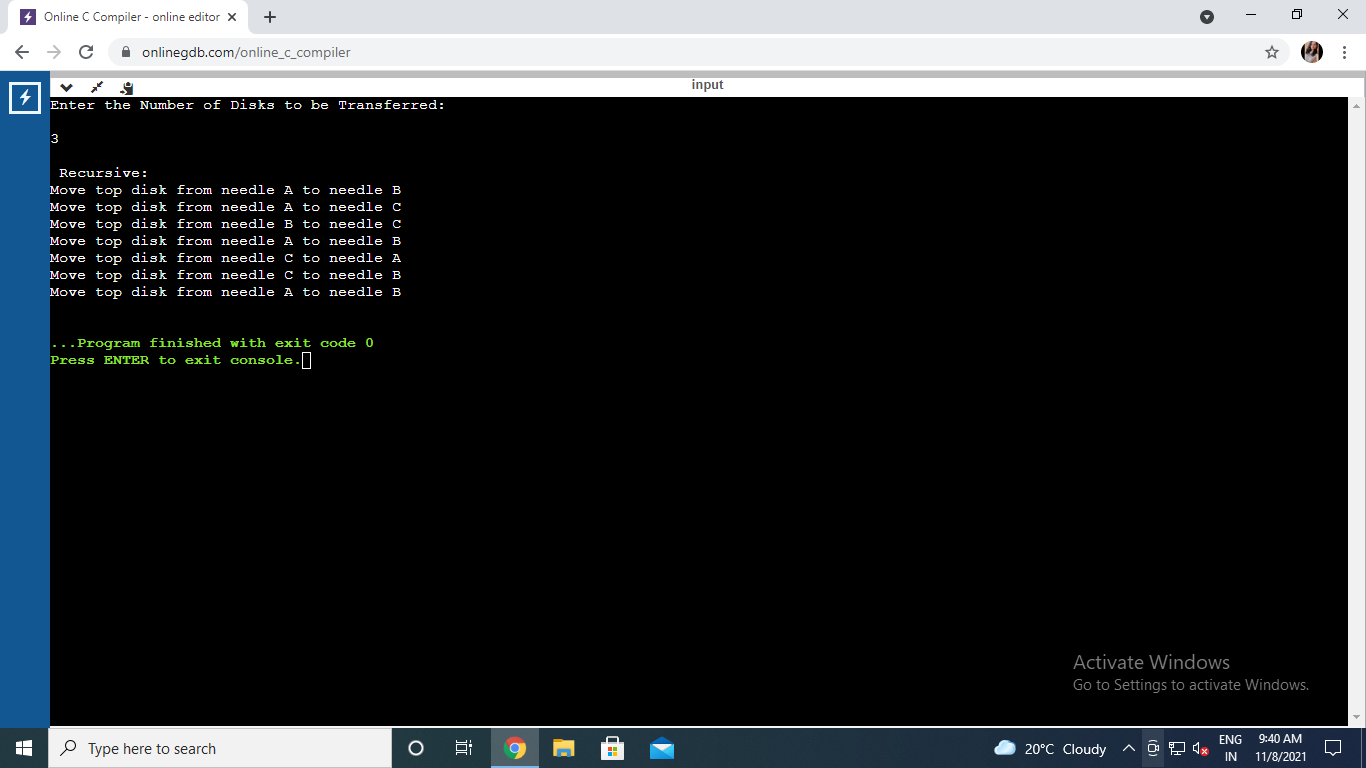 Online C Compiler - online editor
onlinegdb.com/online_c_compiler
input
Enter the Number of Disks to be Transferred:
3
Recursive:
Move top disk from needle A to needle B
Move top disk from needle A to needle C
Move top disk from needle B to needle C
Move top disk from needle A to needle B
Move top disk from needle C to needle A
Move top disk from needle C to needle B
Move top disk from needle A to needle B
...Program finished with exit code 0
Press ENTER to exit console.
Activate Windows
Go to Settings to activate Windows.
Type here to search
20°C Cloudy
ENG
IN
9:40 AM
11/8/2021